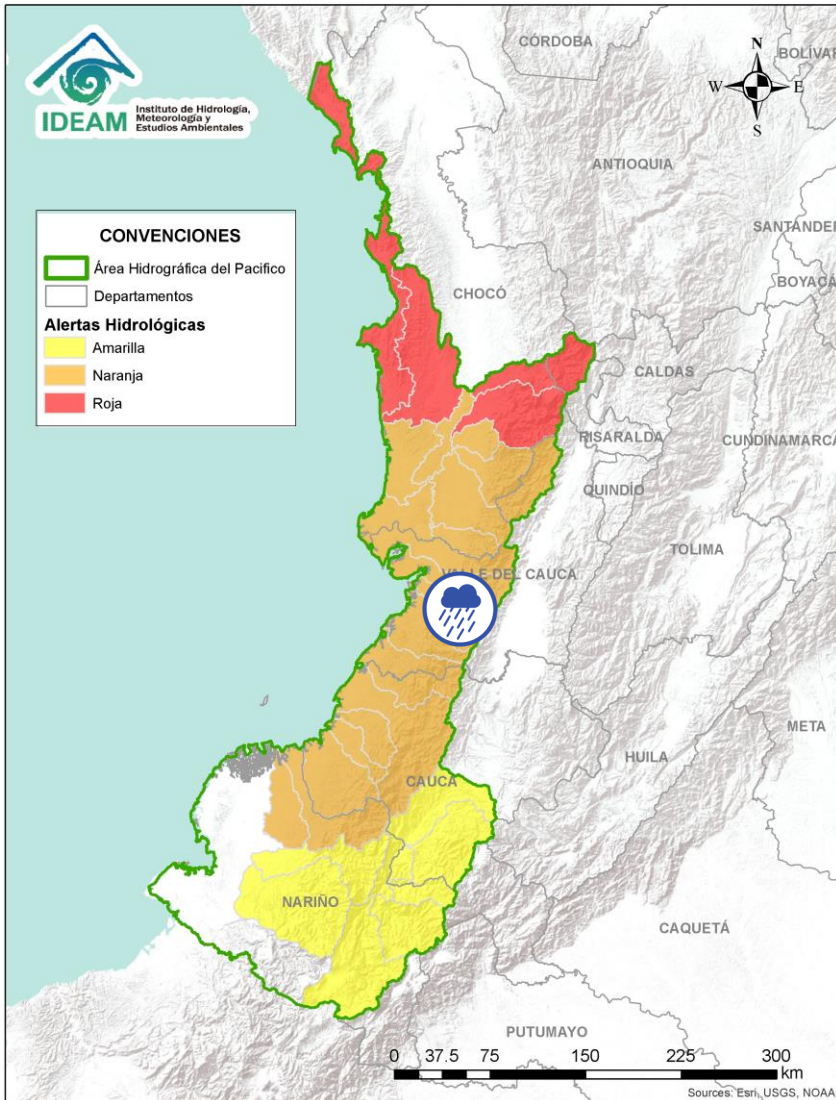 IDEAM
Instituto de Hidrología,
Meteorología y
Estudios Ambientales
CÓRDOBA
BOLÍVAR
N
W E
S
ANTIOQUIA
SANTANDER
BOYACÁ
CONVENCIONES
Área Hidrográfica del Pacifico
Departamentos
Alertas Hidrológicas
Amarilla
Naranja
Roja
CHOCÓ
CALDAS
RISARALDA
CUNDINAMARCA
QUINDÍO
TOLIMA
VALLE DEL CAUCA
META
HUILA
CAUCA
NARIÑO
CAQUETÁ
PUTUMAYO
0 37.5 75 150 225 300
km
Sources: Esri, USGS, NOAA